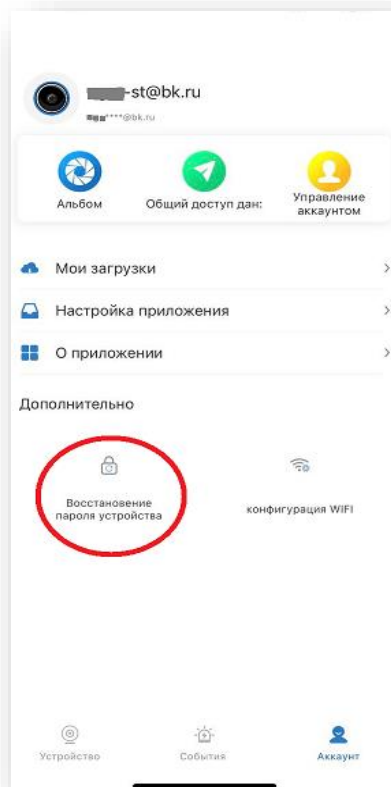 -st@bk.ru
****@bk.ru
Альбом
Общий доступ дан:
Управление
аккаунтом
Мои загрузки
Настройка приложения
О приложении
Дополнительно
Восстановение
пароля устройства
конфигурация WIFI
Устройство
События
Аккаунт